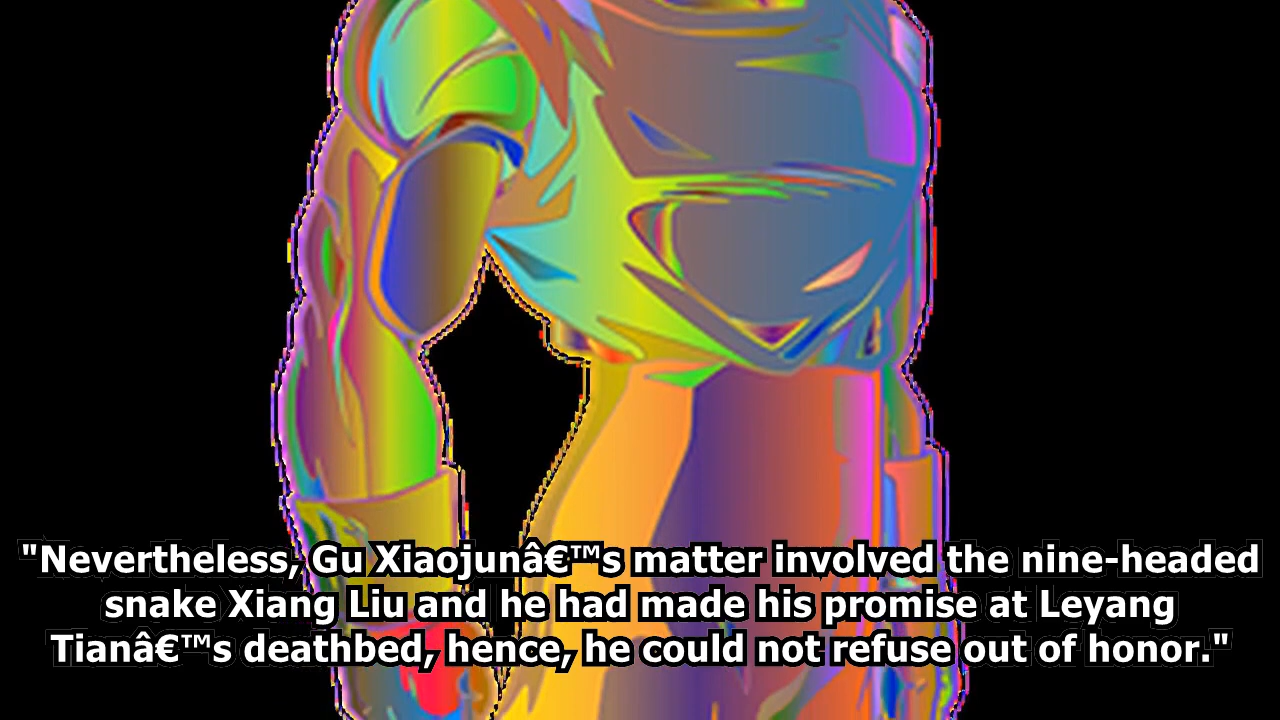 "Nevertheless, Gu Xiaojunâ€™s matter involved the nine-headed
snake Xiang Liu and he had made his promise at Leyang
Tianâ€™s deathbed, hence, he could not refuse out of honor."